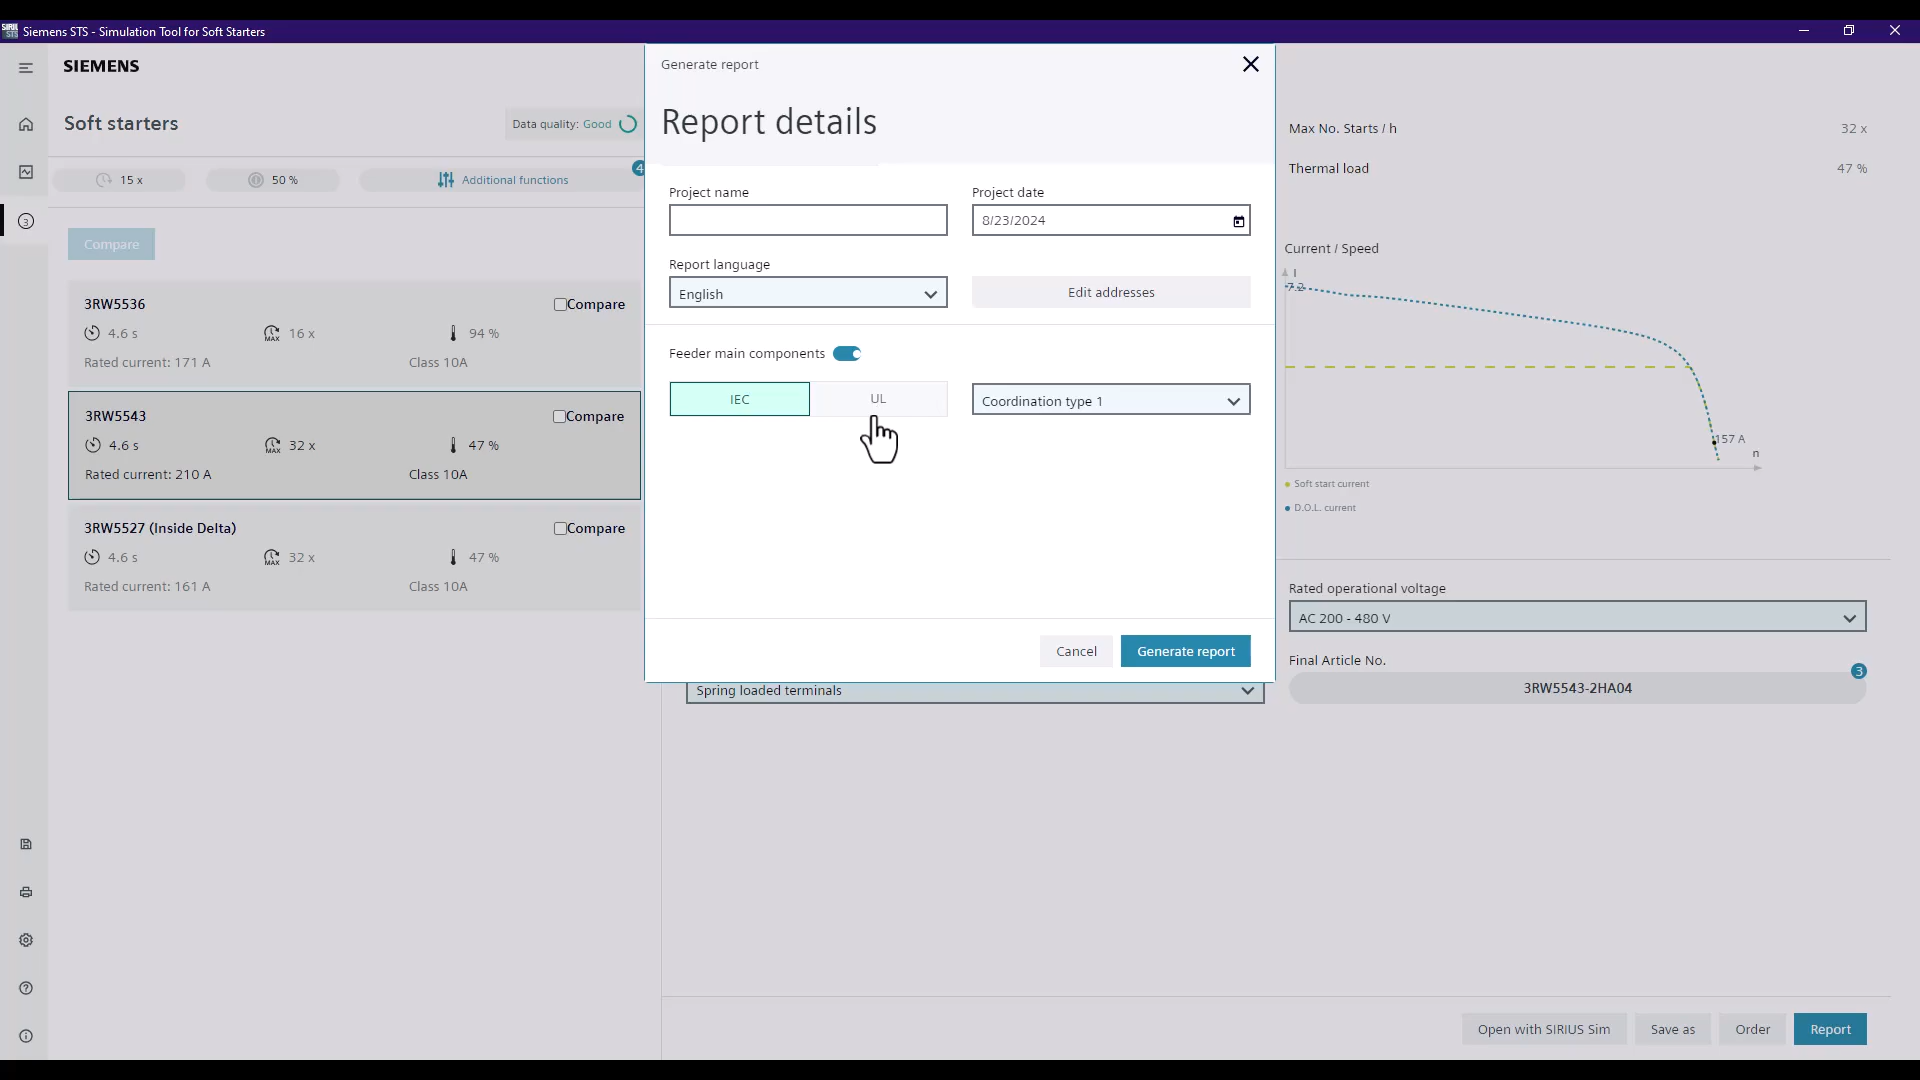 Siemens STS - Simulation Tool for Soft Starters
SIEMENS
Soft starters
Data quality: Good
15 x
50 %
Additional functions
4
3
Compare
3RW5536
Compare
4.6 s
MAX
16 x
94 %
Rated current: 171 A
Class 10A
3RW5543
Compare
4.6 s
MAX
32 x
47 %
Rated current: 210 A
Class 10A
3RW5527 (Inside Delta)
Compare
4.6 s
MAX
32 x
47 %
Rated current: 161 A
Class 10A
Generate report
Report details
Project name
Project date
8/23/2024
Report language
English
Edit addresses
Feeder main components
IEC
UL
Coordination type 1
Cancel
Generate report
Spring loaded terminals
Max No. Starts / h
32 x
Thermal load
47 %
Current / Speed
I
7.2
157 A
n
Soft start current
D.O.L. current
Rated operational voltage
AC 200 - 480 V
Final Article No.
3
3RW5543-2HA04
Open with SIRIUS Sim
Save as
Order
Report